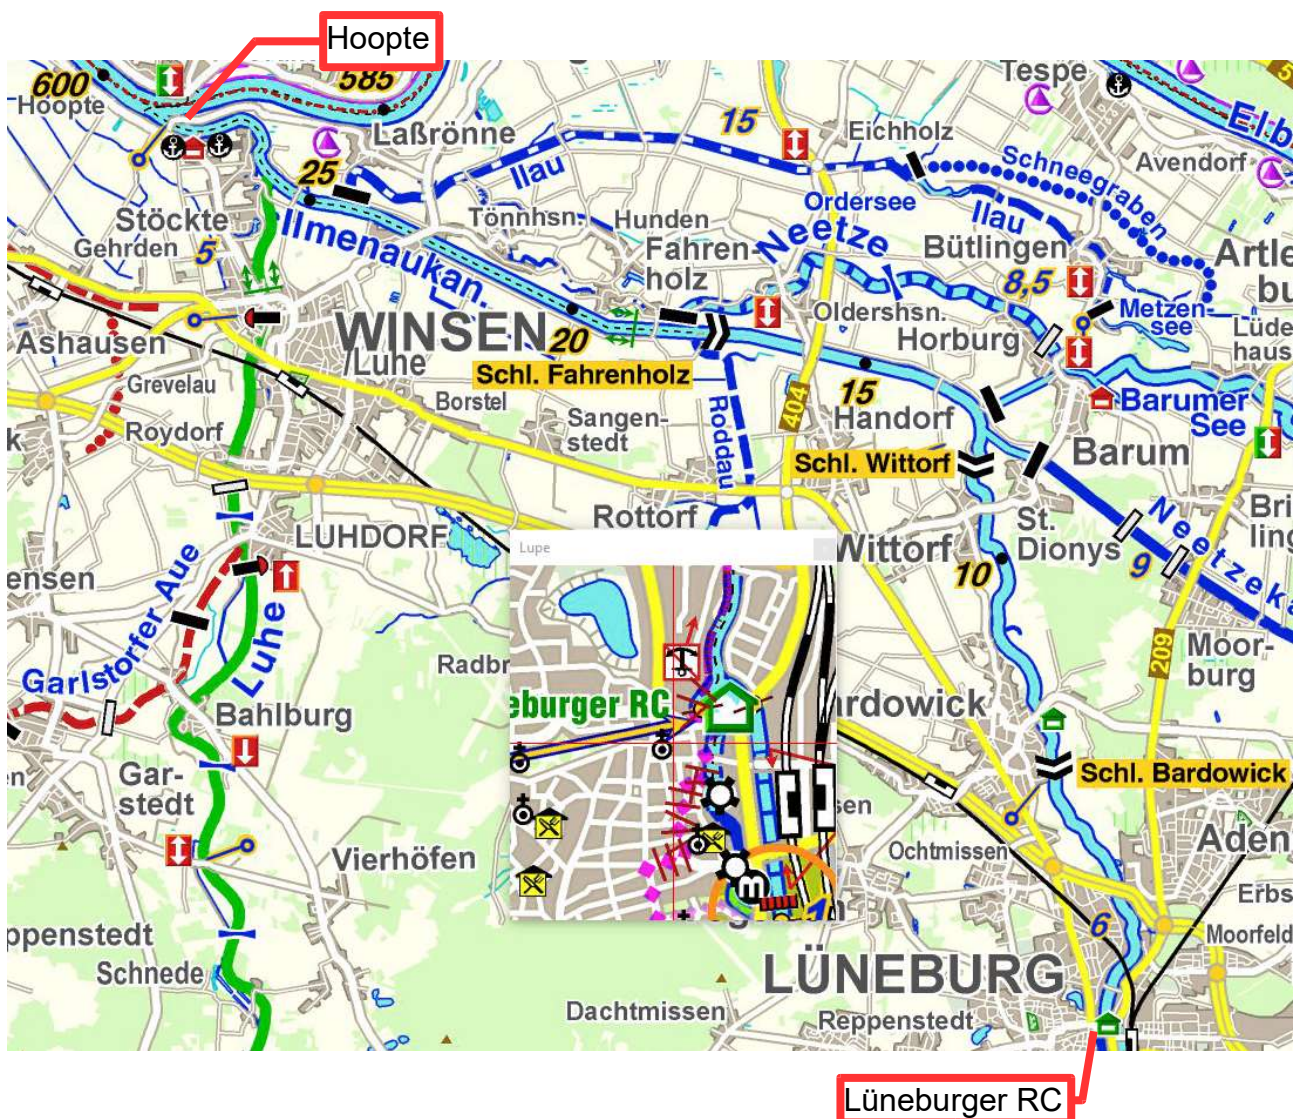 Hoopte
600
585
Hoopte
Laßrönne
15
Eichholz
Tespe
Elb
Avendorf
Schneegraben
Ilau
25
Stöckte
Gehrden
5
Tönnhsn.
Hunden
Ordersee
Ilau
Ilmenaukan.
Fahren-
holz
Neetze
Bütlingen
8,5
Artle
bu
Metzen-
see
Lüde
haus
Oldershsn.
Horburg
Ashausen
WINSEN
/Luhe
20
Schl. Fahrenholz
Grevelau
Borstel
15
Barumer
See
Roydorf
Sangen-
stedt
Roddau
404
Handorf
Barum
Schl. Wittorf
LUHDORF
Rottorf
Wittorf
St.
Dionys
Bri
ling
Neetzeka
9
10
ensen
Lupe
Garlstorfer Aue
Luhe
209
Moor-
burg
Radbr
eburger RC
ardowick
Bahlburg
Gar-
stedt
Schl. Bardowick
sen
m
Vierhöfen
Ochtmissen
Aden
Erbs
6
Moorfeld
ppenstedt
Schnede
LÜNEBURG
Dachtmissen
Reppenstedt
Lüneburger RC